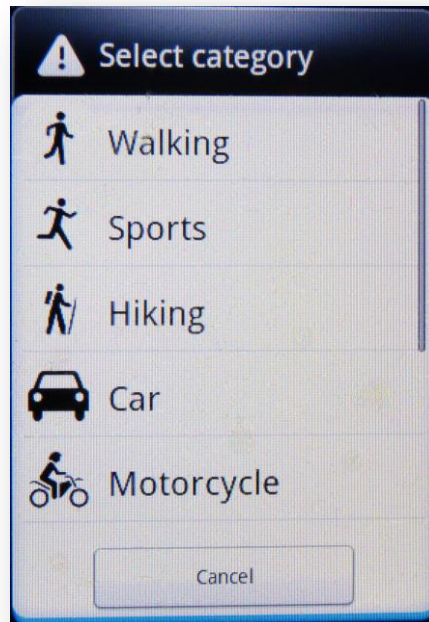 Select category
Walking
Sports
Hiking
Car
Motorcycle
Cancel